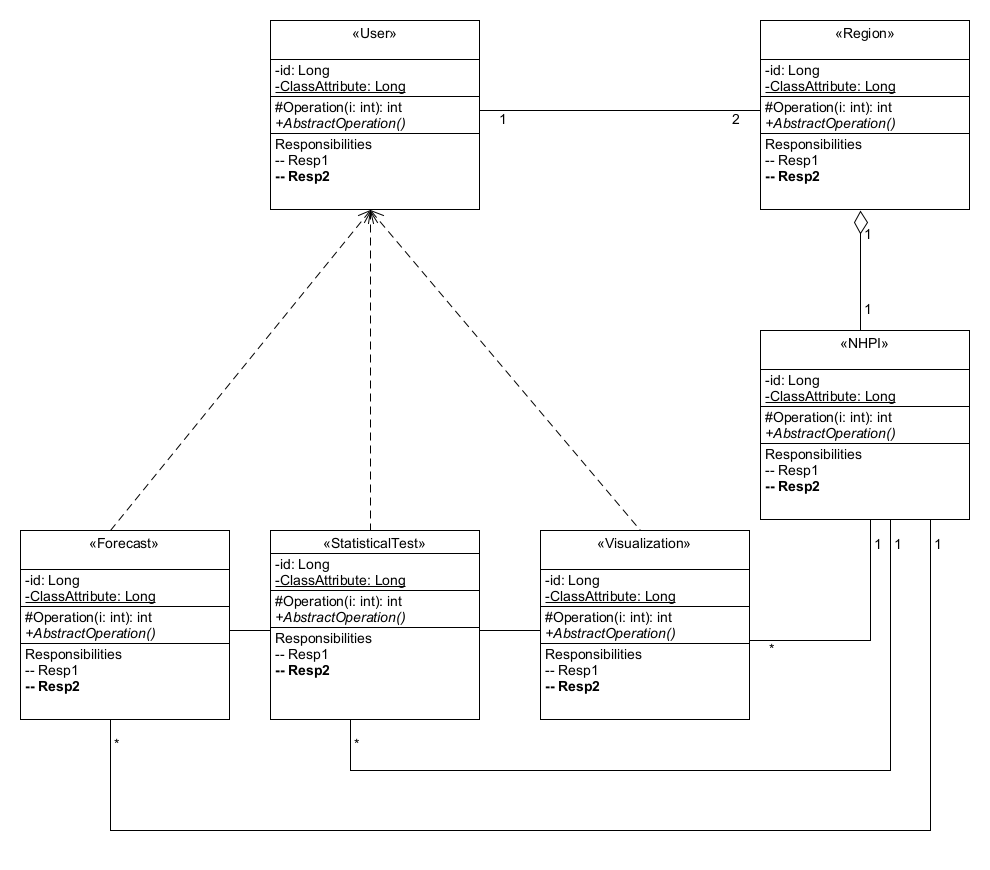 «User»
-id: Long
-ClassAttribute: Long
#Operation(i: int): int
+AbstractOperation()
Responsibilities
-- Resp1
-- Resp2
«Region»
-id: Long
-ClassAttribute: Long
#Operation(i: int): int
+AbstractOperation()
Responsibilities
-- Resp1
-- Resp2
1
2
1
1
«NHPI»
-id: Long
-ClassAttribute: Long
#Operation(i: int): int
+AbstractOperation()
Responsibilities
-- Resp1
-- Resp2
«Forecast»
-id: Long
-ClassAttribute: Long
#Operation(i: int): int
+AbstractOperation()
Responsibilities
-- Resp1
-- Resp2
«StatisticalTest»
-id: Long
-ClassAttribute: Long
#Operation(i: int): int
+AbstractOperation()
Responsibilities
-- Resp1
-- Resp2
«Visualization»
-id: Long
-ClassAttribute: Long
#Operation(i: int): int
+AbstractOperation()
Responsibilities
-- Resp1
-- Resp2
1
1
1
*
*
*